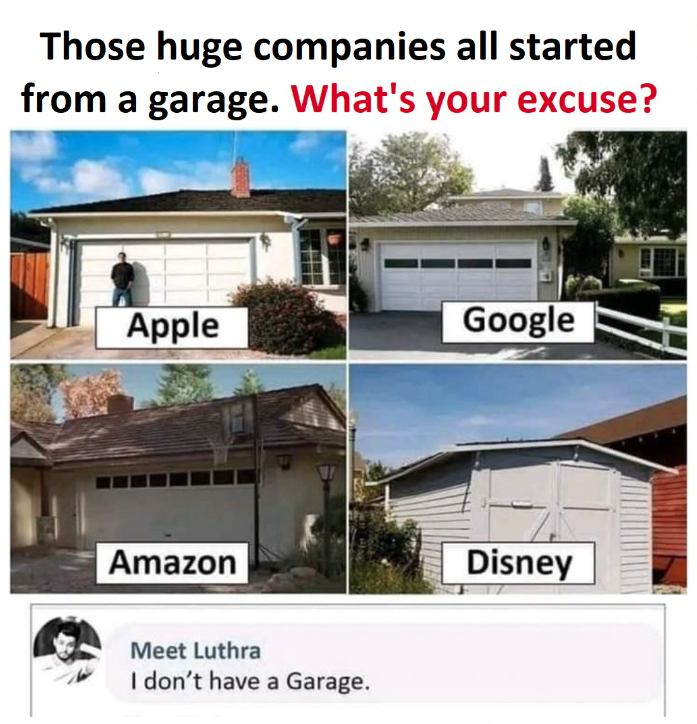 Those huge companies all started
from a garage. What's your excuse?
Apple
Google
Amazon
Disney
Meet Luthra
I don't have a Garage.